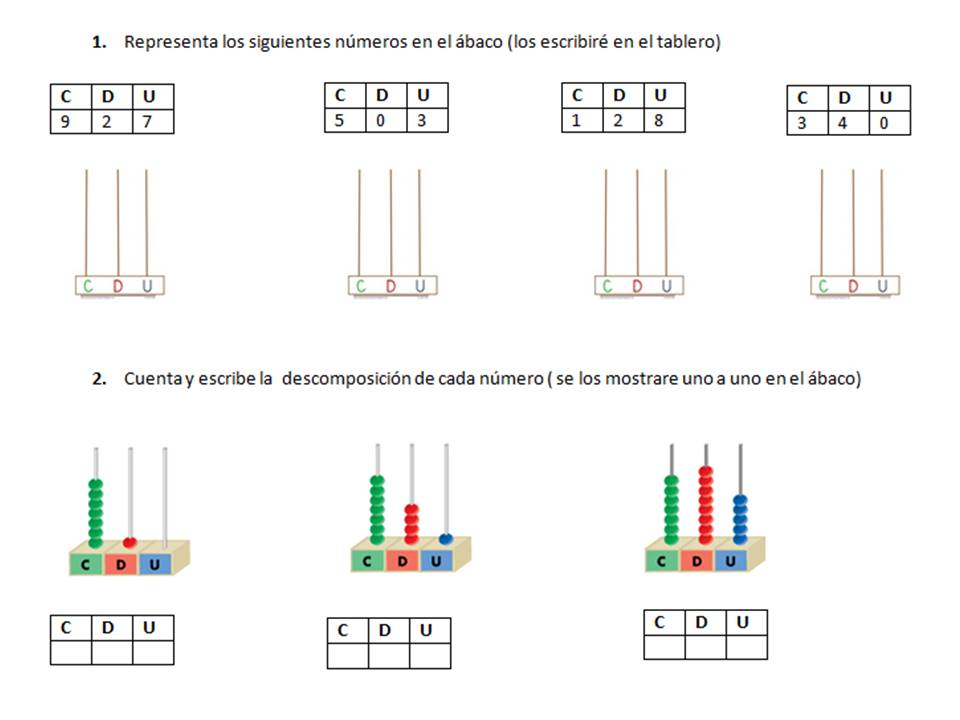 1. Representa los siguientes números en el ábaco (los escribiré en el tablero)
C D U
9 2 7
C D U
5 0 3
C D U
1 2 8
C D U
3 4 0
C D U
C D U
C D U
C D U
2. Cuenta y escribe la descomposición de cada número ( se los mostrare uno a uno en el ábaco)
C D U
C D U
C D U
C D U
C D U
C D U